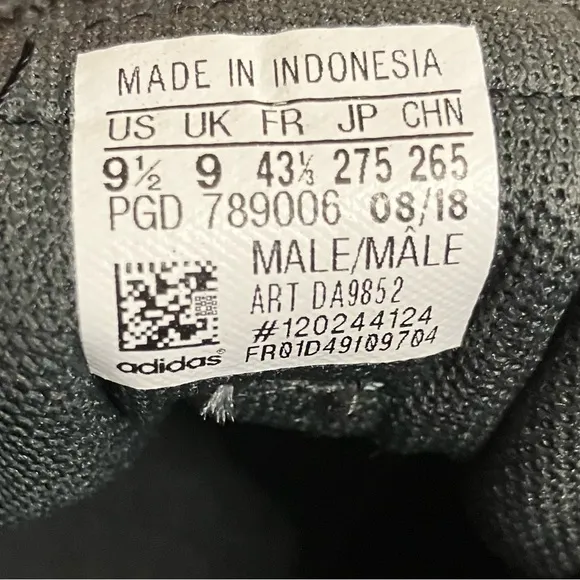 MADE IN INDONESIA
US UK FR JP CHN
9½ 9 43⅓ 275 265
PGD 789006 08/18
MALE/MÂLE
ART DA9852
#120244124
FR01D49I09704
adidas®